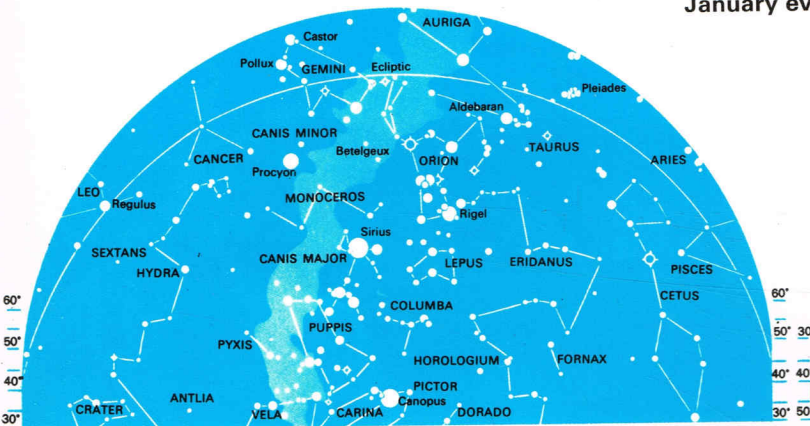 January ev
AURIGA
Castor
Pollux
GEMINI
Ecliptic
Pleiades
Aldebaran
CANIS MINOR
TAURUS
Betelgeux
CANCER
ORION
ARIES
Procyon
LEO
MONOCEROS
Regulus
Rigel
Sirius
SEXTANS
CANIS MAJOR
LEPUS
ERIDANUS
HYDRA
PISCES
60°
60°
CETUS
COLUMBA
PUPPIS
50°
50° 30
PYXIS
HOROLOGIUM
FORNAX
40°
40° 40
PICTOR
ANTLIA
Canopus
CRATER
VELA
CARINA
DORADO
30°
30° 50